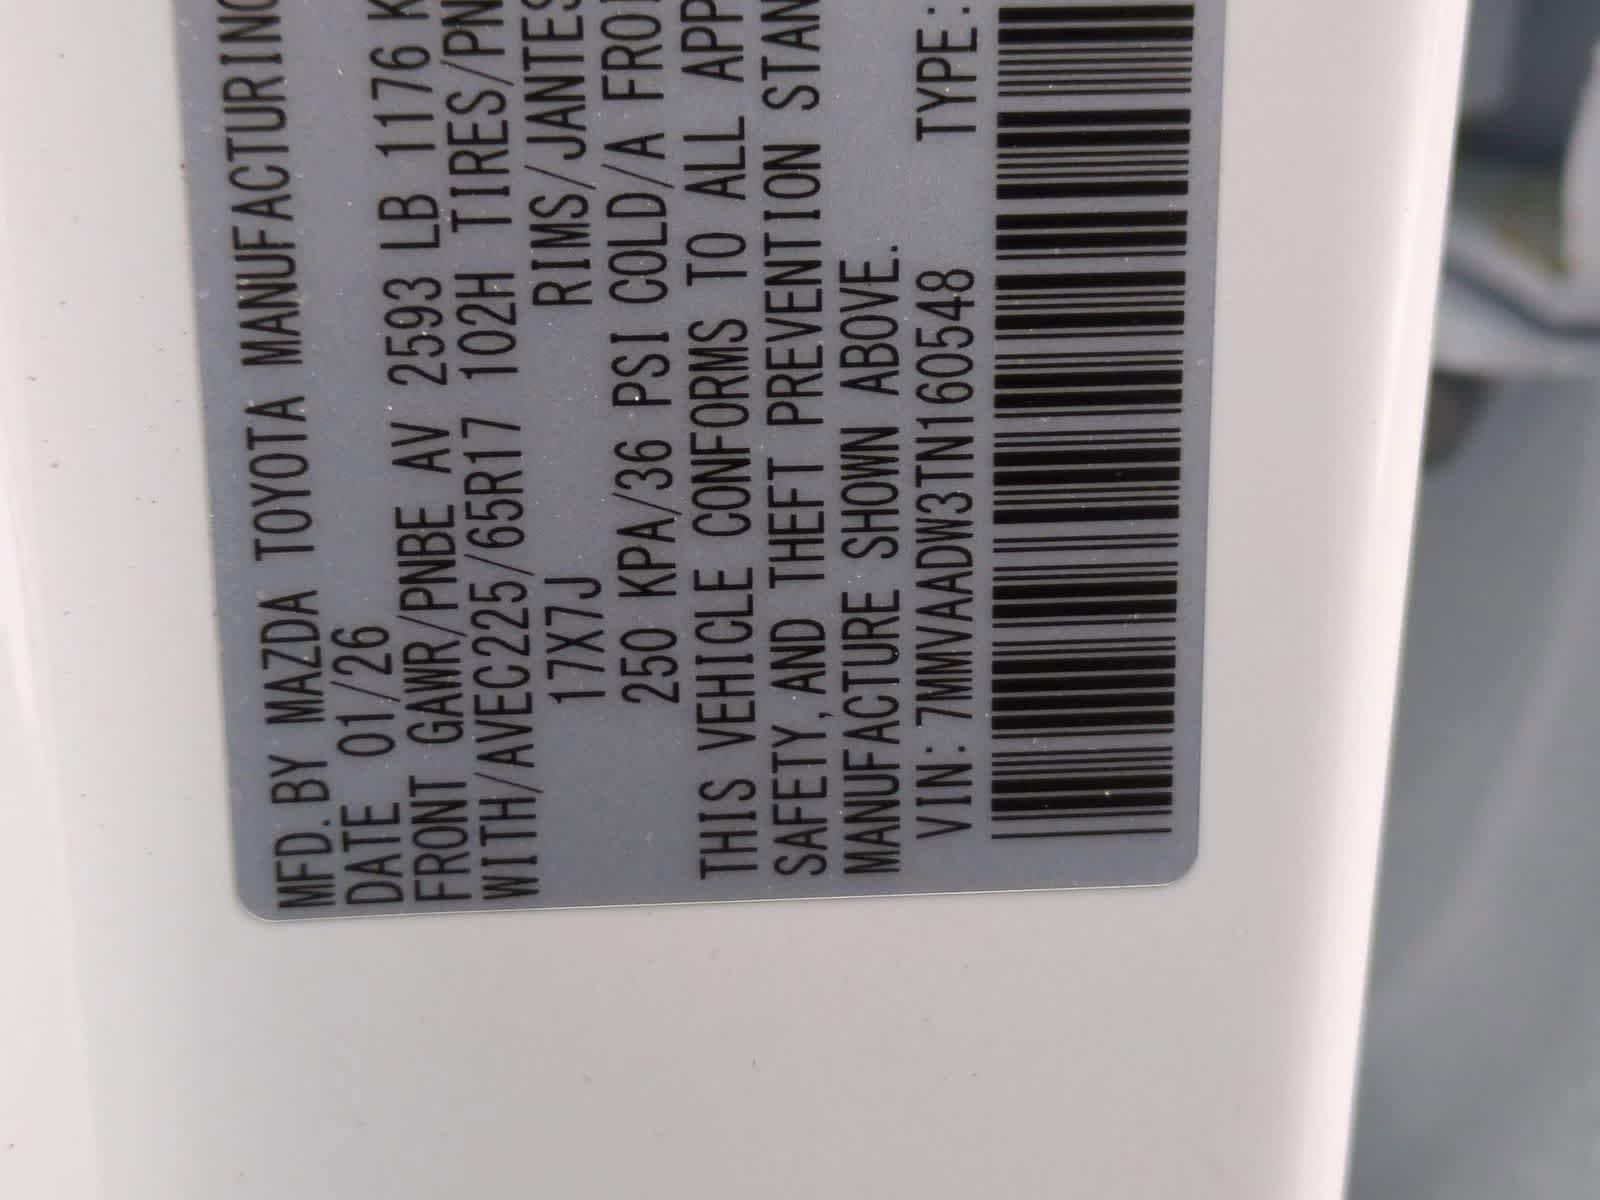 MFD.BY MAZDA TOYOTA MANUFACTURING
DATE 01/26
FRONT GAWR/PNBE AV 2593 LB 1176 K
WITH/AVEC225/65R17 102H TIRES/PN
17X7J RIMS/JANTES
250 KPA/36 PSI COLD/A FROI
THIS VEHICLE CONFORMS TO ALL APP
SAFETY,AND THEFT PREVENTION STAN
MANUFACTURE SHOWN ABOVE.
VIN:7MMVAADW3TN160548 TYPE: